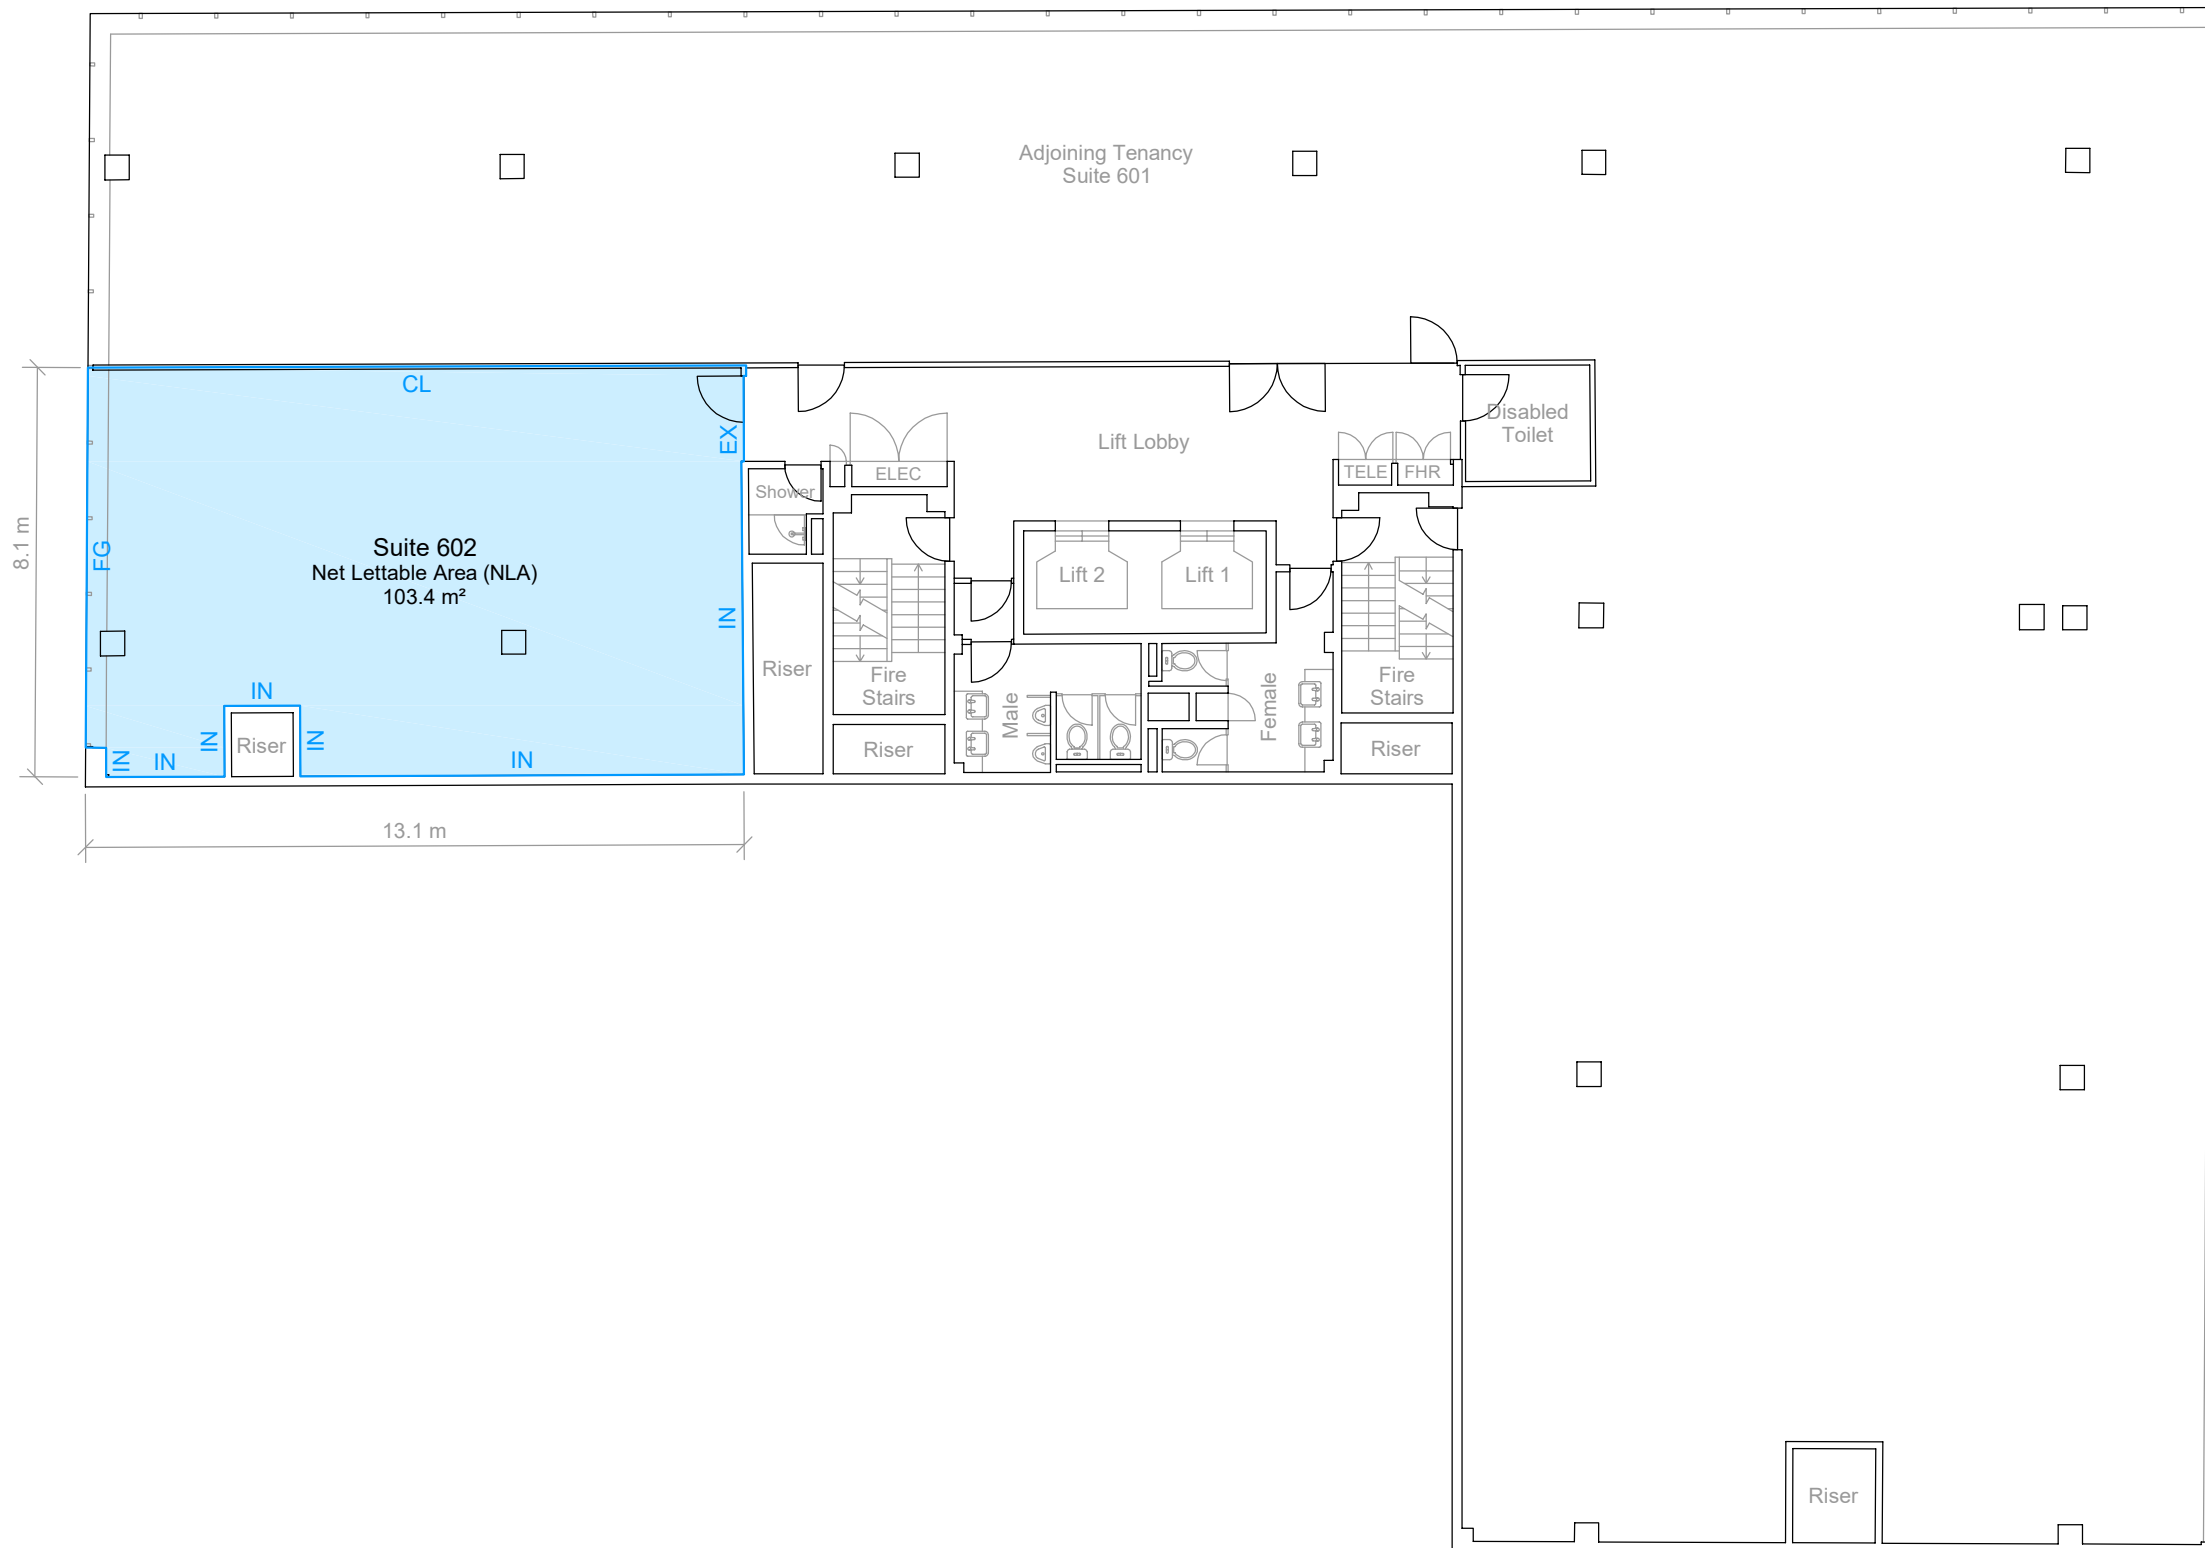 Adjoining Tenancy
Suite 601
CL
EX
Lift Lobby
Disabled
Toilet
ELEC
TELE
FHR
Shower
8.1 m
FG
Suite 602
Net Lettable Area (NLA)
103.4 m²
IN
Lift 2
Lift 1
Riser
Fire
Stairs
Male
Female
Fire
Stairs
IN
IN
Riser
IN
IN
IN
IN
Riser
Riser
13.1 m
Riser